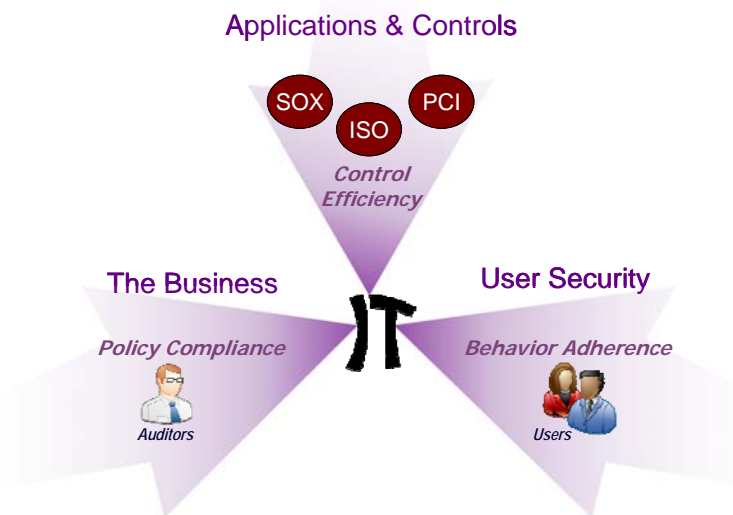 Applications & Controls
SOX
PCI
ISO
Control
Efficiency
The Business
User Security
IT
Policy Compliance
Behavior Adherence
Auditors
Users